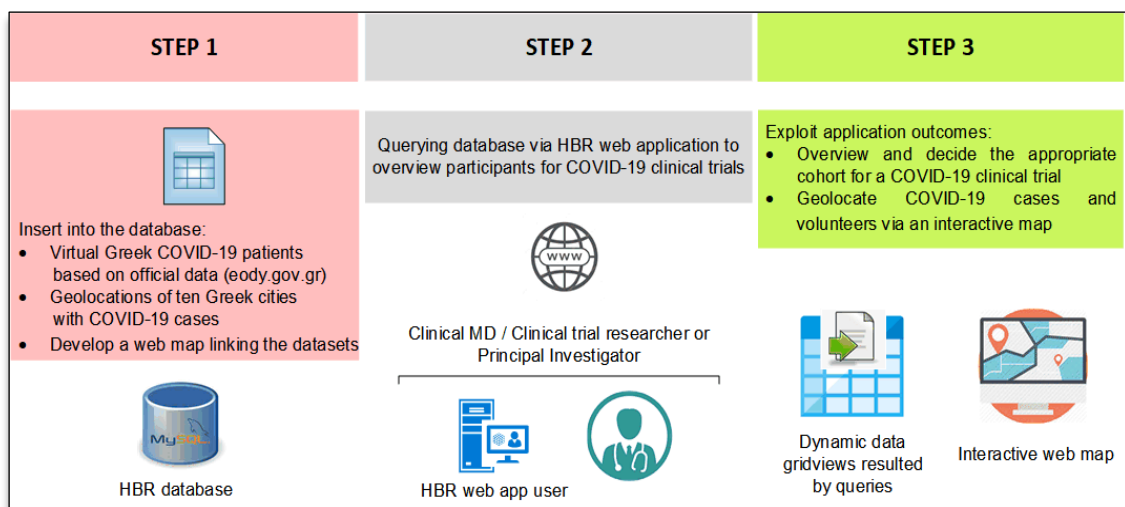 STEP 1
Insert into the database:
• Virtual Greek COVID-19 patients
based on official data (eody.gov.gr)
• Geolocations of ten Greek cities
with COVID-19 cases
• Develop a web map linking the datasets
MySQL
HBR database
STEP 2
Querying database via HBR web application to
overview participants for COVID-19 clinical trials
WWW
Clinical MD / Clinical trial researcher or
Principal Investigator
HBR web app user
STEP 3
Exploit application outcomes:
• Overview and decide the appropriate
cohort for a COVID-19 clinical trial
• Geolocate COVID-19 cases and
volunteers via an interactive map
Dynamic data
gridviews resulted
by queries
Interactive web map